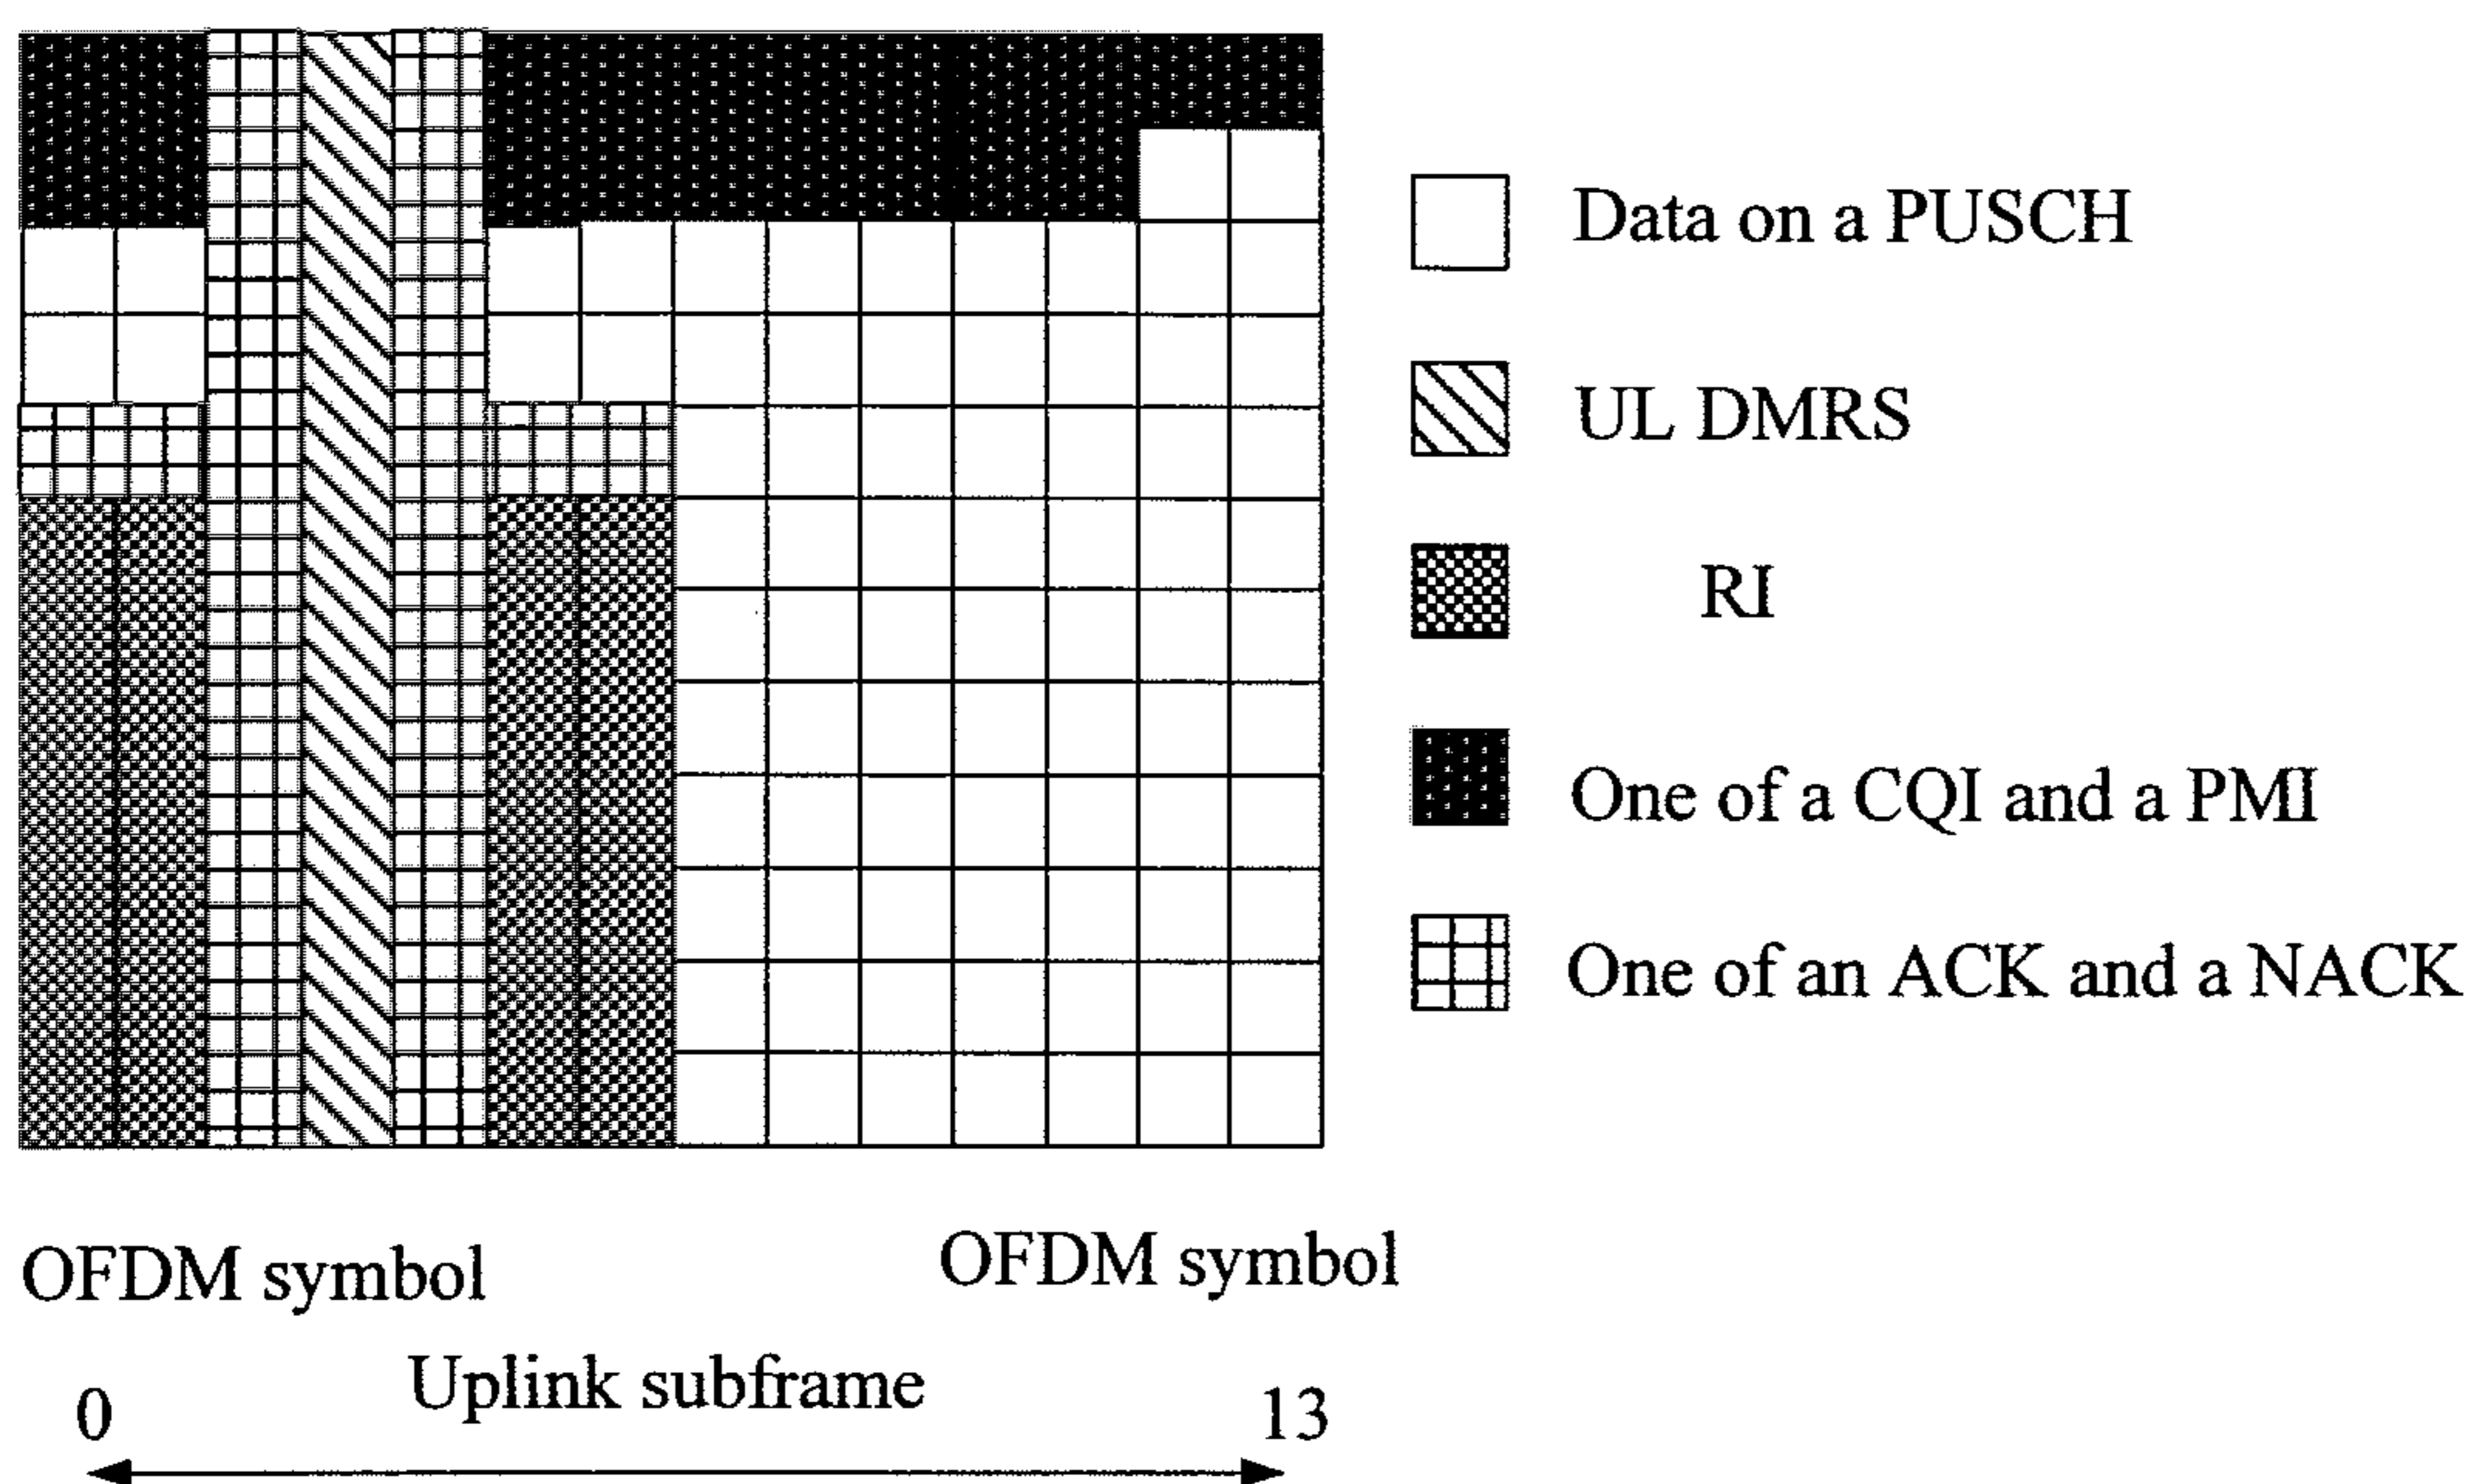 Data on a PUSCH
UL DMRS
RI
One of a CQI and a PMI
One of an ACK and a NACK
OFDM symbol
OFDM symbol
Uplink subframe
0
13